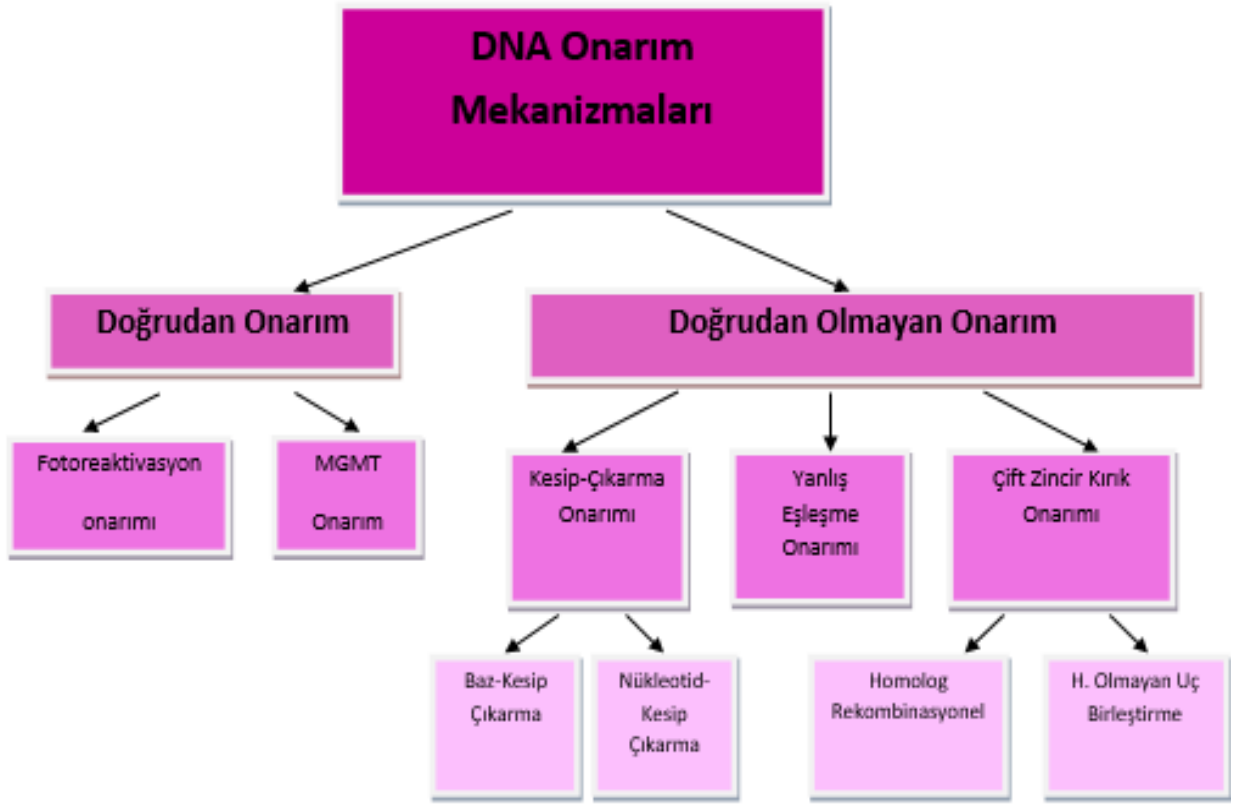 DNA Onarım
Mekanizmaları
Doğrudan Onarım
Doğrudan Olmayan Onarım
Fotoreaktivasyon
onarımı
MGMT
Onarım
Kesip-Çıkarma
Onarımı
Yanlış
Eşleşme
Onarımı
Çift Zincir Kırık
Onarımı
Baz-Kesip
Çıkarma
Nükleotid-
Kesip
Çıkarma
Homolog
Rekombinasyonel
H. Olmayan Uç
Birleştirme